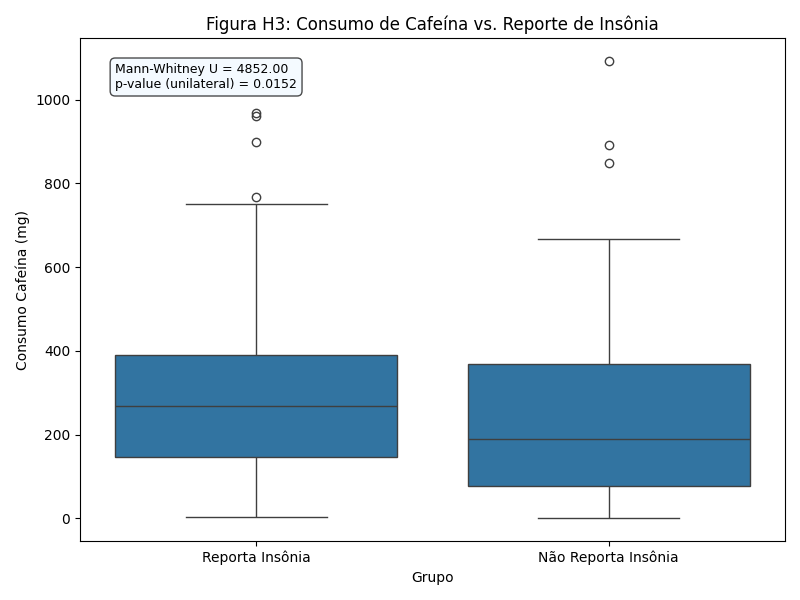 Figura H3: Consumo de Cafeína vs. Reporte de Insônia
Mann-Whitney U = 4852.00
p-value (unilateral) = 0.0152
1000
800
600
400
200
0
Consumo Cafeína (mg)
Reporta Insônia
Não Reporta Insônia
Grupo